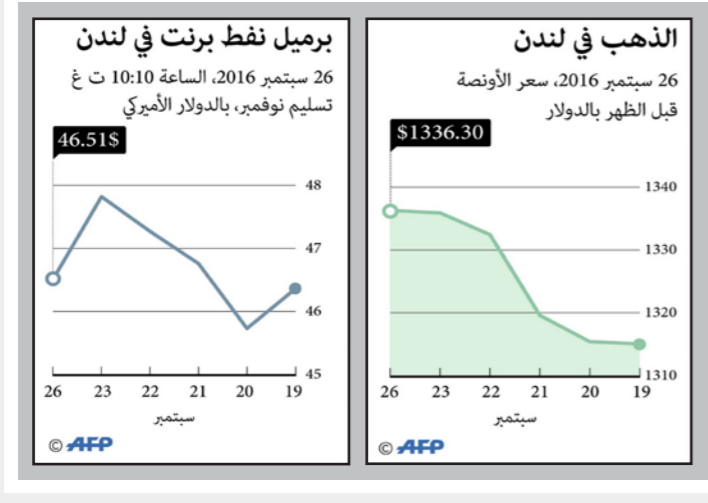 الذهب في لندن
26 سبتمبر 2016، سعر الأونصة
قبل الظهر بالدولار
$1336.30
1340
1330
1320
1310
19 20 21 22 23 26
سبتمبر
© AFP
برميل نفط برنت في لندن
26 سبتمبر 2016، الساعة 10:10 ت غ
تسليم نوفمبر، بالدولار الأميركي
46.51$
48
47
46
45
19 20 21 22 23 26
سبتمبر
© AFP